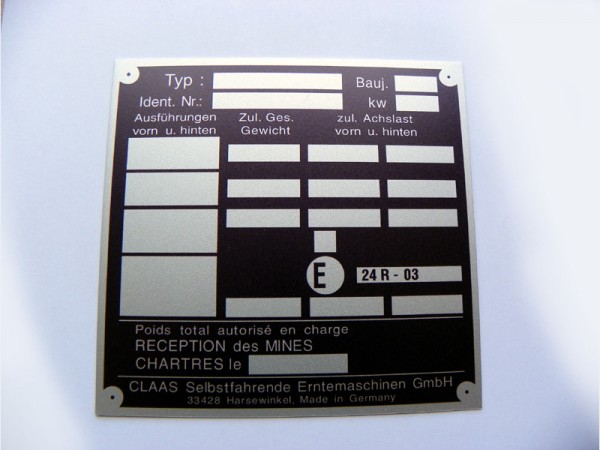 Typ : Bauj.
Ident. Nr.: kw
Ausführungen Zul. Ges. zul. Achslast
vorn u. hinten Gewicht vorn u. hinten
E 24 R - 03
Poids total autorisé en charge
RECEPTION des MINES
CHARTRES le
CLAAS Selbstfahrende Erntemaschinen GmbH
33428 Harsewinkel, Made in Germany